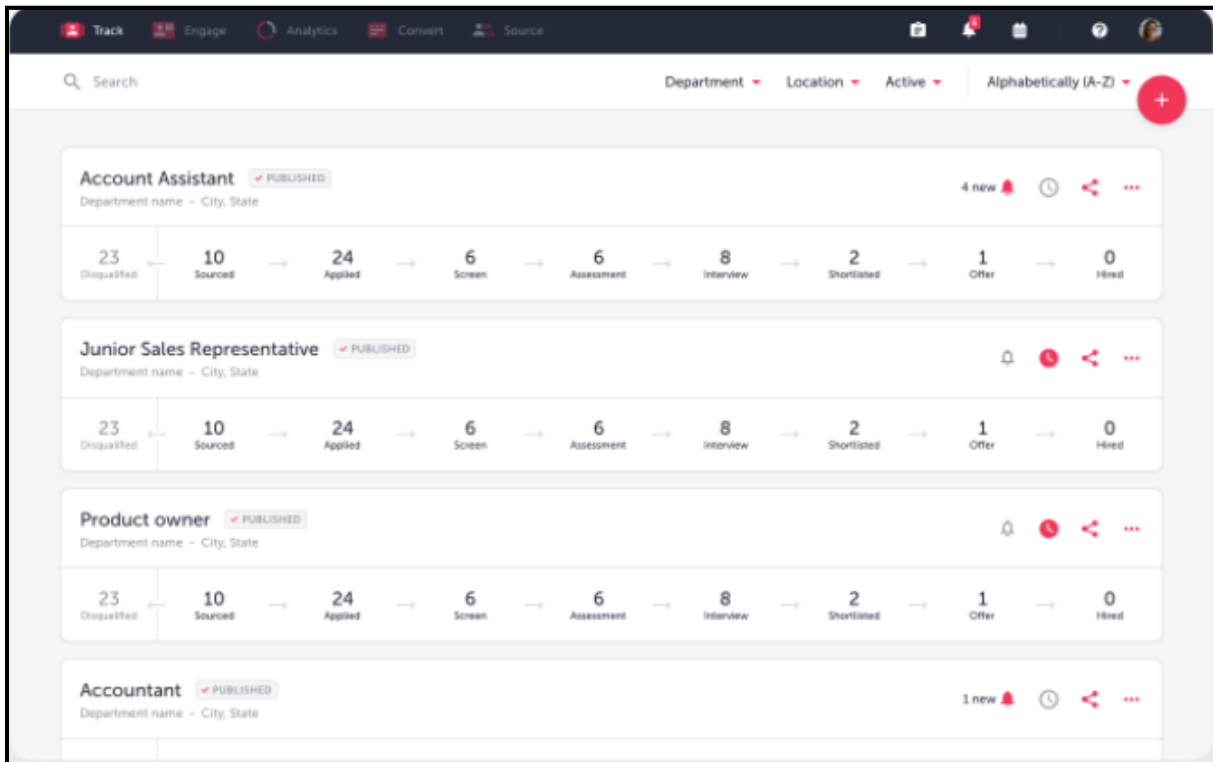 Track Engage Analytics Convert Source
Search Department Location Active Alphabetically (A-Z)
+
Account Assistant PUBLISHED
4 new
Department name - City, State
23 10 24 6 6 8 2 1 0
Disqualified Sourced Applied Screen Assessment Interview Shortlisted Offer Hired
Junior Sales Representative PUBLISHED
Department name - City, State
23 10 24 6 6 8 2 1 0
Disqualified Sourced Applied Screen Assessment Interview Shortlisted Offer Hired
Product owner PUBLISHED
Department name - City, State
23 10 24 6 6 8 2 1 0
Disqualified Sourced Applied Screen Assessment Interview Shortlisted Offer Hired
Accountant PUBLISHED
1 new
Department name - City, State